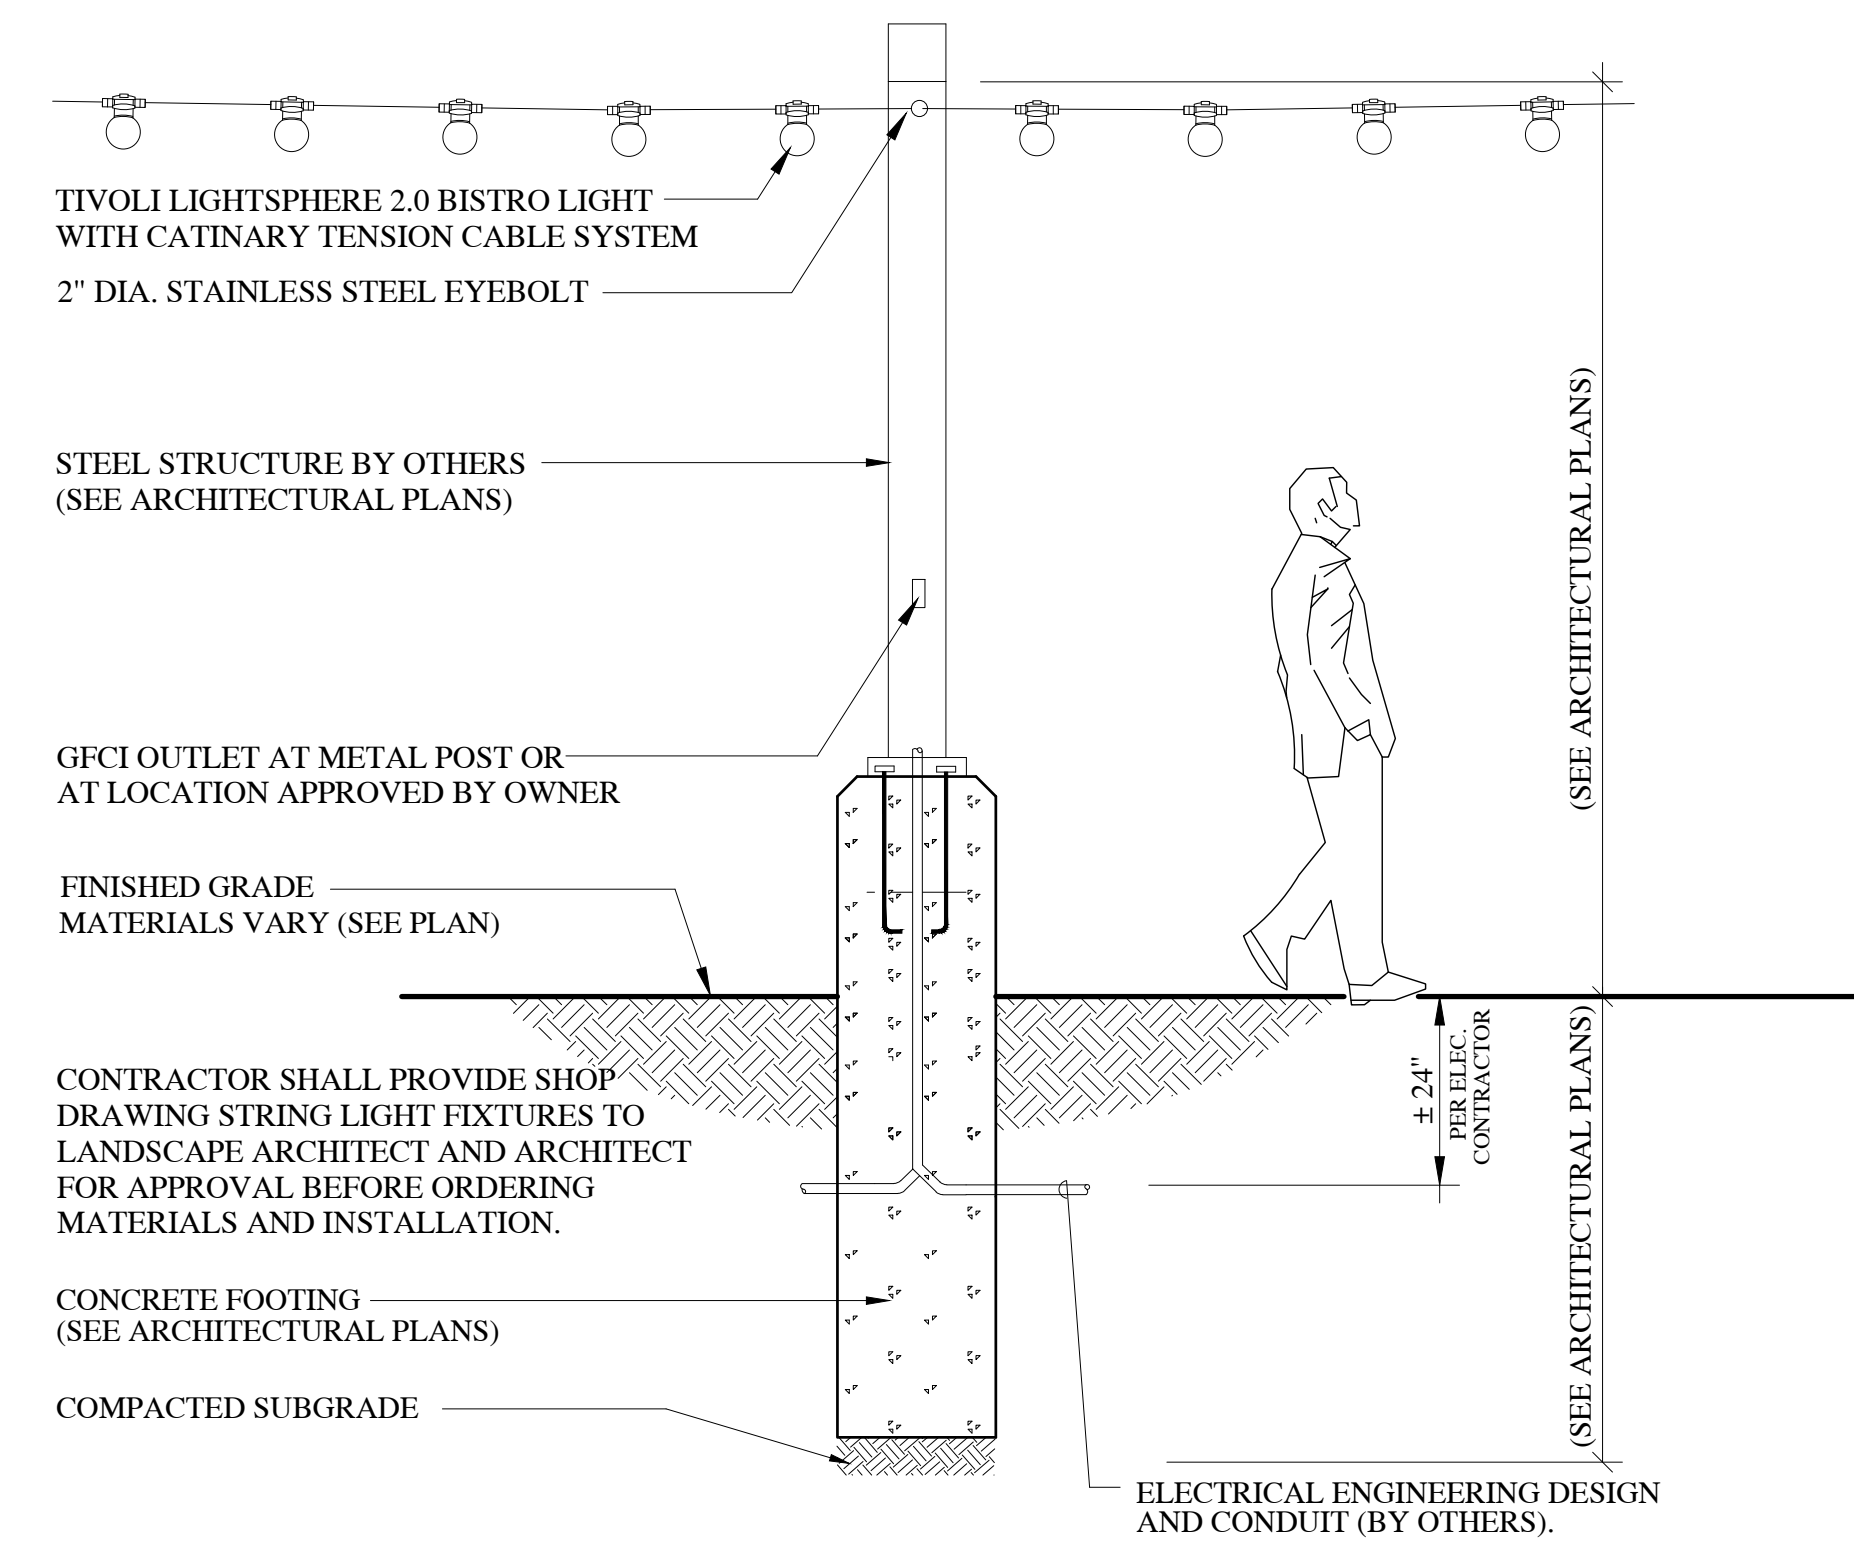 TIVOLI LIGHTSPHERE 2.0 BISTRO LIGHT
WITH CATINARY TENSION CABLE SYSTEM
2" DIA. STAINLESS STEEL EYEBOLT
STEEL STRUCTURE BY OTHERS
(SEE ARCHITECTURAL PLANS)
GFCI OUTLET AT METAL POST OR
AT LOCATION APPROVED BY OWNER
FINISHED GRADE
MATERIALS VARY (SEE PLAN)
CONTRACTOR SHALL PROVIDE SHOP
DRAWING STRING LIGHT FIXTURES TO
LANDSCAPE ARCHITECT AND ARCHITECT
FOR APPROVAL BEFORE ORDERING
MATERIALS AND INSTALLATION.
CONCRETE FOOTING
(SEE ARCHITECTURAL PLANS)
COMPACTED SUBGRADE
(SEE ARCHITECTURAL PLANS)
± 24"
PER ELEC.
CONTRACTOR
(SEE ARCHITECTURAL PLANS)
ELECTRICAL ENGINEERING DESIGN
AND CONDUIT (BY OTHERS).